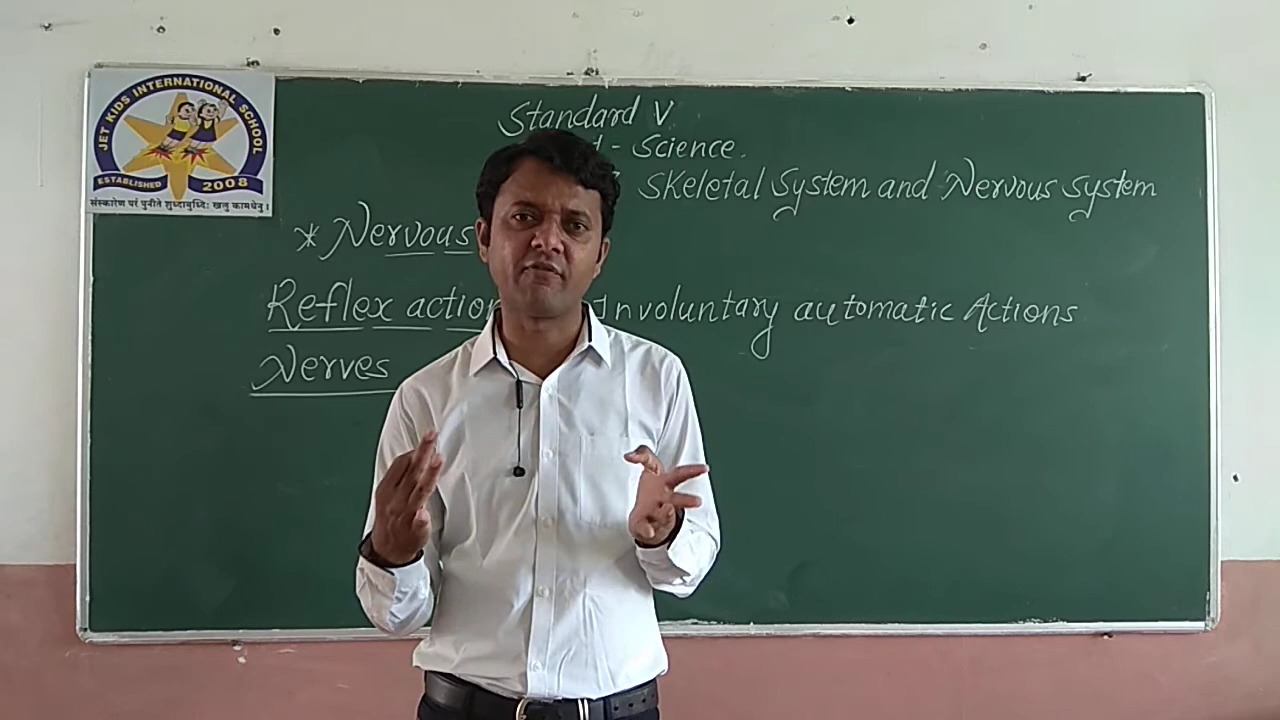 JET KIDS INTERNATIONAL SCHOOL
ESTABLISHED 2008
संस्कारेण परं पुनीते शुध्दाबुध्दिः खलु कामधेनु।
Standard V
- Science.
Skeletal System and Nervous System
* Nervous
Reflex action Involuntary automatic Actions
Nerves